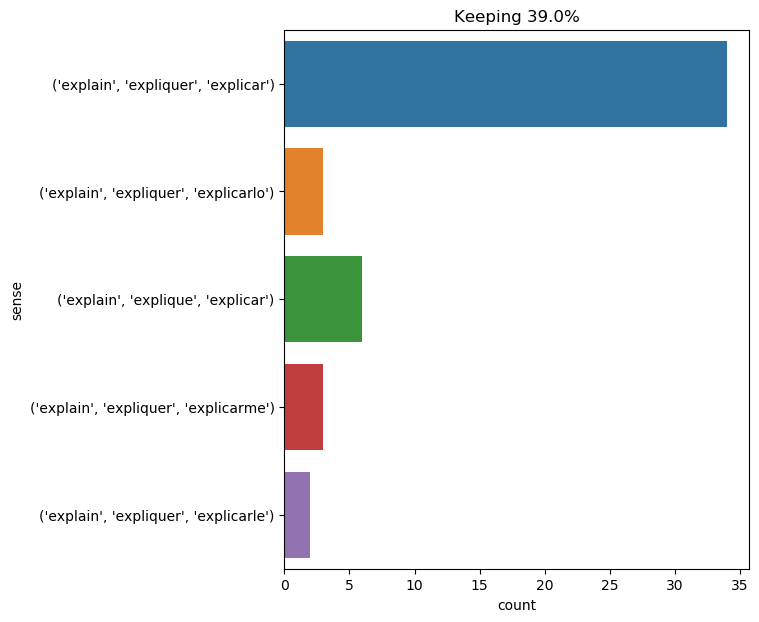 Keeping 39.0%
('explain', 'expliquer', 'explicar')
('explain', 'expliquer', 'explicarlo')
('explain', 'explique', 'explicar')
('explain', 'expliquer', 'explicarme')
('explain', 'expliquer', 'explicarle')
sense
0 5 10 15 20 25 30 35
count